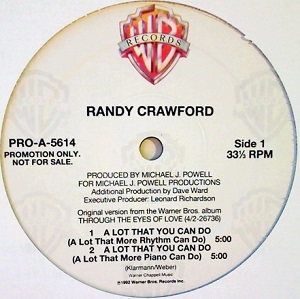 WB
RECORDS
RANDY CRAWFORD
PRO-A-5614
PROMOTION ONLY.
NOT FOR SALE.
Side 1
33⅓ RPM
PRODUCED BY MICHAEL J. POWELL
FOR MICHAEL J. POWELL PRODUCTIONS
Additional Production by Dave Ward
Executive Producer: Leonard Richardson
Original version from the Warner Bros. album
THROUGH THE EYES OF LOVE (4/2-26736)
1 A LOT THAT YOU CAN DO
(A Lot That More Rhythm Can Do) 5:00
2 A LOT THAT YOU CAN DO
(A Lot That More Piano Can Do) 5:00
(Klarmann/Weber)
Warner Chappell Music
℗1992 Warner Bros. Records Inc.